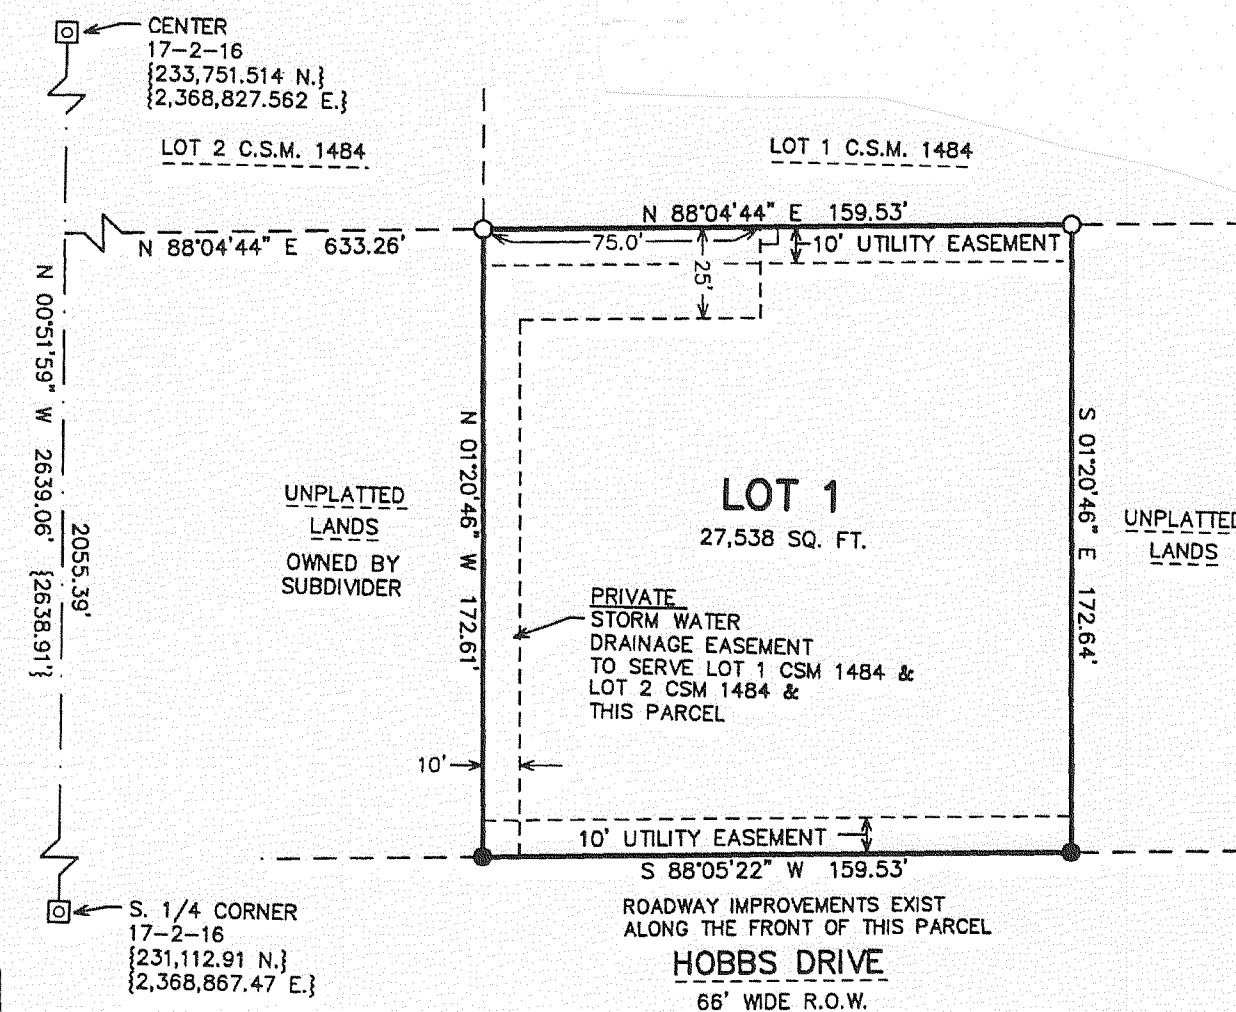 CENTER
17-2-16
{233,751.514 N.}
{2,368,827.562 E.}
LOT 2 C.S.M. 1484
LOT 1 C.S.M. 1484
N 88°04'44" E 159.53'
N 88°04'44" E 633.26'
75.0'
10' UTILITY EASEMENT
25'
N 00°51'59" W 2639.06' {2638.91'}
2055.39'
N 01°20'46" W 172.61'
S 01°20'46" E 172.64'
LOT 1
27,538 SQ. FT.
UNPLATTED
LANDS
OWNED BY
SUBDIVIDER
UNPLATTED
LANDS
PRIVATE
STORM WATER
DRAINAGE EASEMENT
TO SERVE LOT 1 CSM 1484 &
LOT 2 CSM 1484 &
THIS PARCEL
10'
10' UTILITY EASEMENT
S 88°05'22" W 159.53'
ROADWAY IMPROVEMENTS EXIST
ALONG THE FRONT OF THIS PARCEL
HOBBS DRIVE
66' WIDE R.O.W.
S. 1/4 CORNER
17-2-16
{231,112.91 N.}
{2,368,867.47 E.}